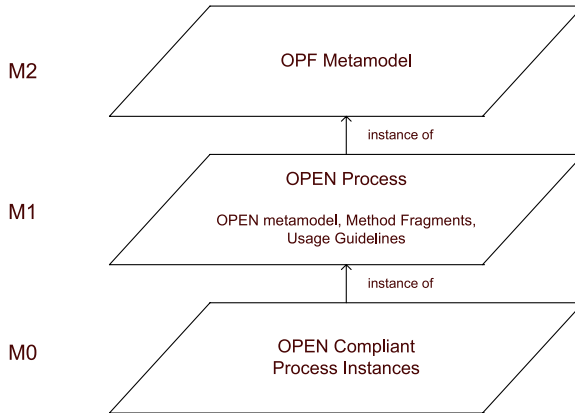 M2
OPF Metamodel
instance of
M1
OPEN Process
OPEN metamodel, Method Fragments,
Usage Guidelines
instance of
M0
OPEN Compliant
Process Instances